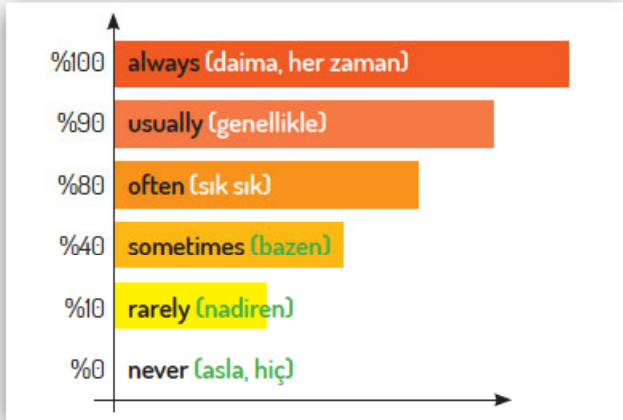 %100 always (daima, her zaman)
%90 usually (genellikle)
%80 often (sık sık)
%40 sometimes (bazen)
%10 rarely (nadiren)
%0 never (asla, hiç)